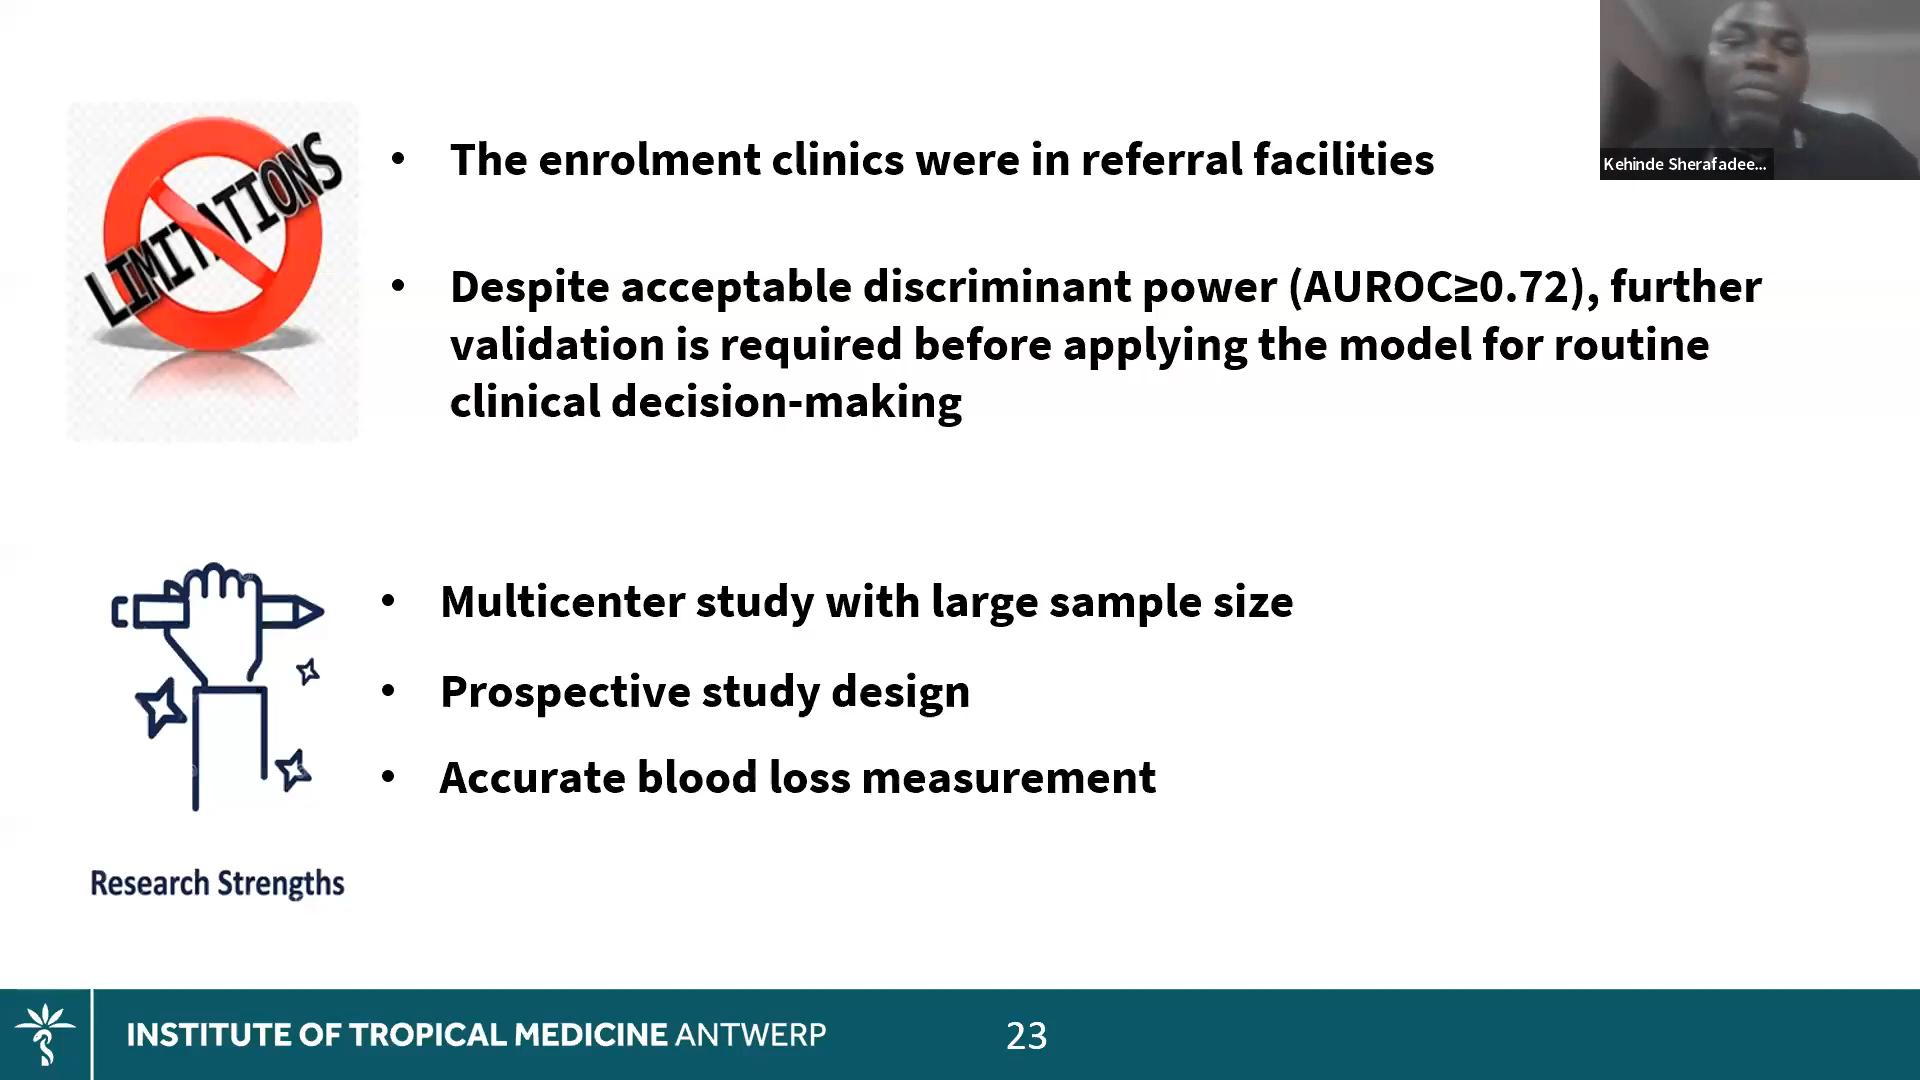 Kehinde Sherafadee...
LIMITATIONS
• The enrolment clinics were in referral facilities
• Despite acceptable discriminant power (AUROC≥0.72), further
validation is required before applying the model for routine
clinical decision-making
• Multicenter study with large sample size
• Prospective study design
• Accurate blood loss measurement
Research Strengths
INSTITUTE OF TROPICAL MEDICINE ANTWERP
23